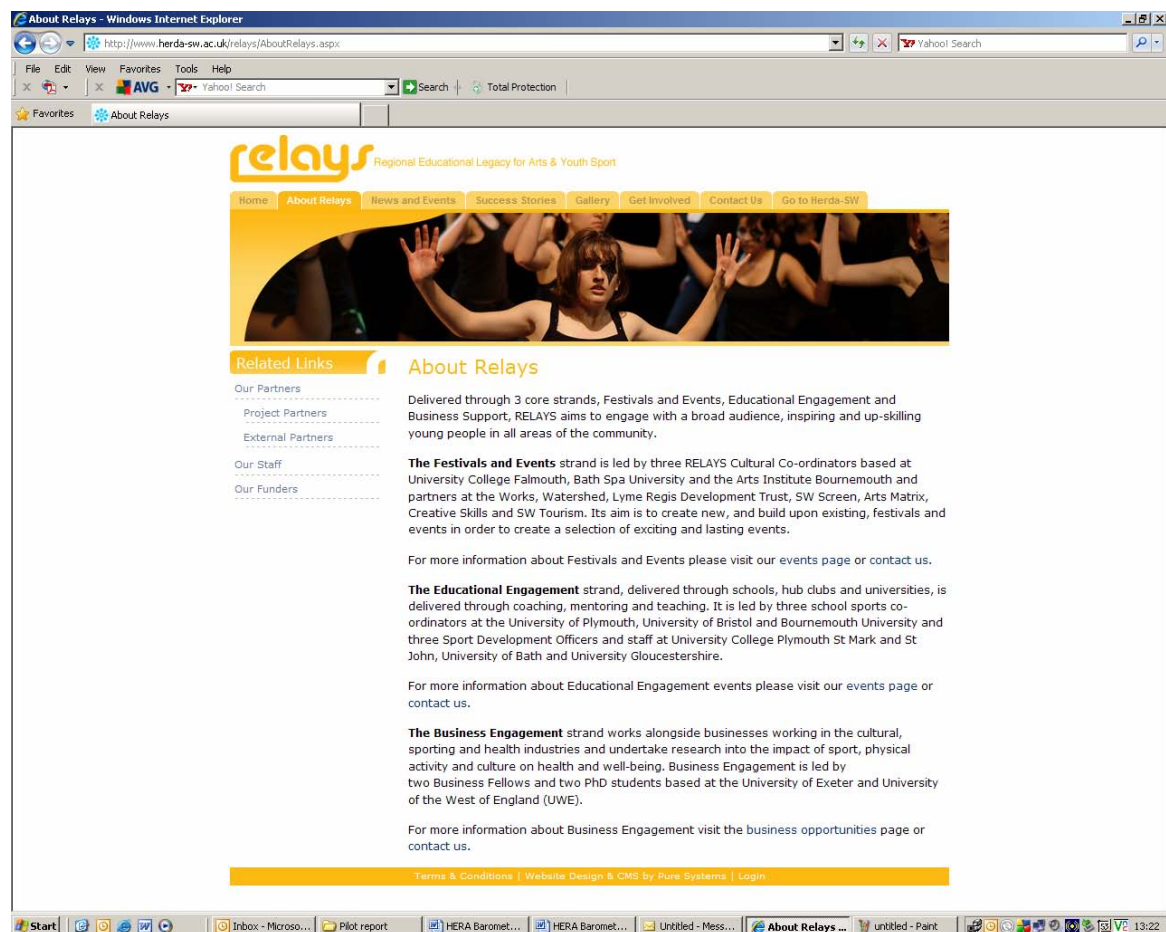 About Relays - Windows Internet Explorer
http://www.herda-sw.ac.uk/relays/AboutRelays.aspx
Yahoo! Search
File Edit View Favorites Tools Help
AVG Yahoo! Search Search Total Protection
Favorites About Relays
relays Regional Educational Legacy for Arts & Youth Sport
Home About Relays News and Events Success Stories Gallery Get Involved Contact Us Go to Herda-SW
Related Links
Our Partners
Project Partners
External Partners
Our Staff
Our Funders
About Relays
Delivered through 3 core strands, Festivals and Events, Educational Engagement and
Business Support, RELAYS aims to engage with a broad audience, inspiring and up-skilling
young people in all areas of the community.
The Festivals and Events strand is led by three RELAYS Cultural Co-ordinators based at
University College Falmouth, Bath Spa University and the Arts Institute Bournemouth and
partners at the Works, Watershed, Lyme Regis Development Trust, SW Screen, Arts Matrix,
Creative Skills and SW Tourism. Its aim is to create new, and build upon existing, festivals and
events in order to create a selection of exciting and lasting events.
For more information about Festivals and Events please visit our events page or contact us.
The Educational Engagement strand, delivered through schools, hub clubs and universities, is
delivered through coaching, mentoring and teaching. It is led by three school sports co-
ordinators at the University of Plymouth, University of Bristol and Bournemouth University and
three Sport Development Officers and staff at University College Plymouth St Mark and St
John, University of Bath and University Gloucestershire.
For more information about Educational Engagement events please visit our events page or
contact us.
The Business Engagement strand works alongside businesses working in the cultural,
sporting and health industries and undertake research into the impact of sport, physical
activity and culture on health and well-being. Business Engagement is led by
two Business Fellows and two PhD students based at the University of Exeter and University
of the West of England (UWE).
For more information about Business Engagement visit the business opportunities page or
contact us.
Terms & Conditions | Website Design & CMS by Pure Systems | Login
Start Inbox - Microso... Pilot report HERA Baromet... HERA Baromet... Untitled - Mess... About Relays ... untitled - Paint 13:22